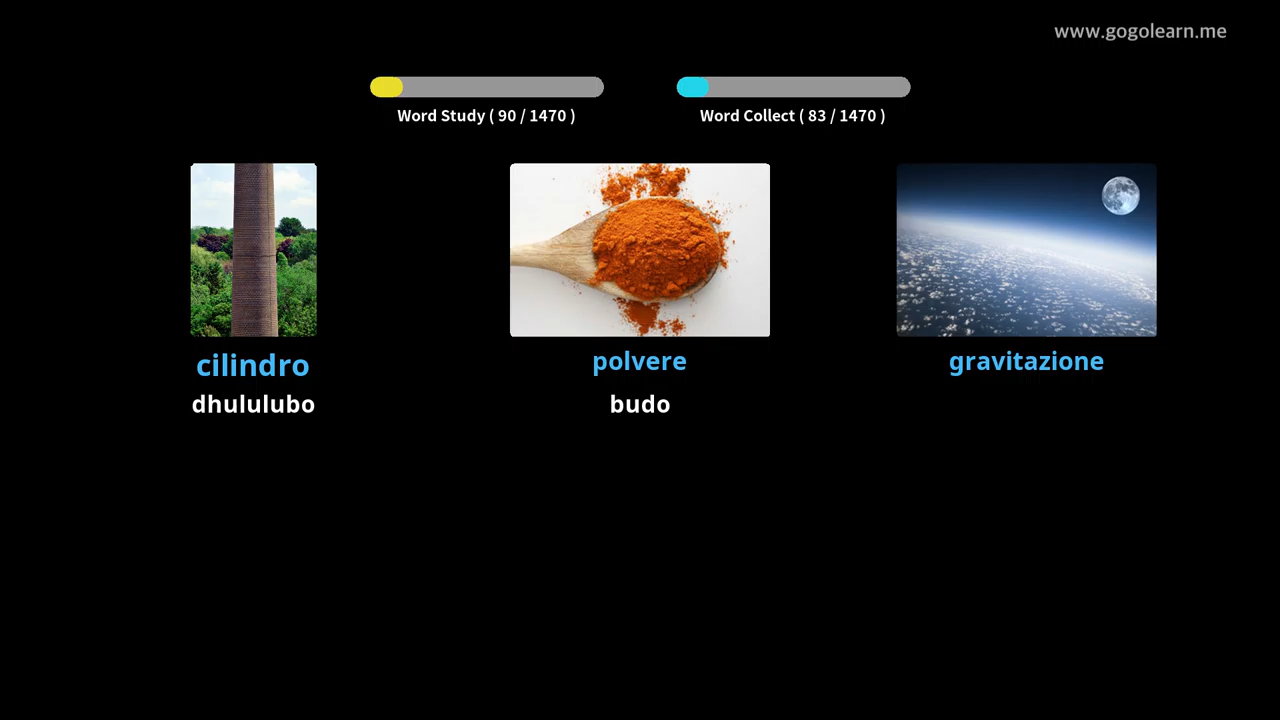 www.gogolearn.me
Word Study ( 90 / 1470 )
Word Collect ( 83 / 1470 )
cilindro
dhululubo
polvere
budo
gravitazione